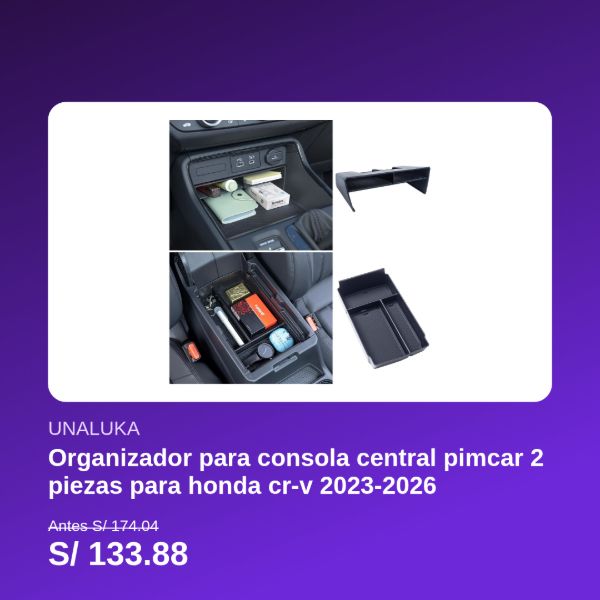 UNALUKA
Organizador para consola central pimcar 2
piezas para honda cr-v 2023-2026
Antes S/ 174.04
S/ 133.88